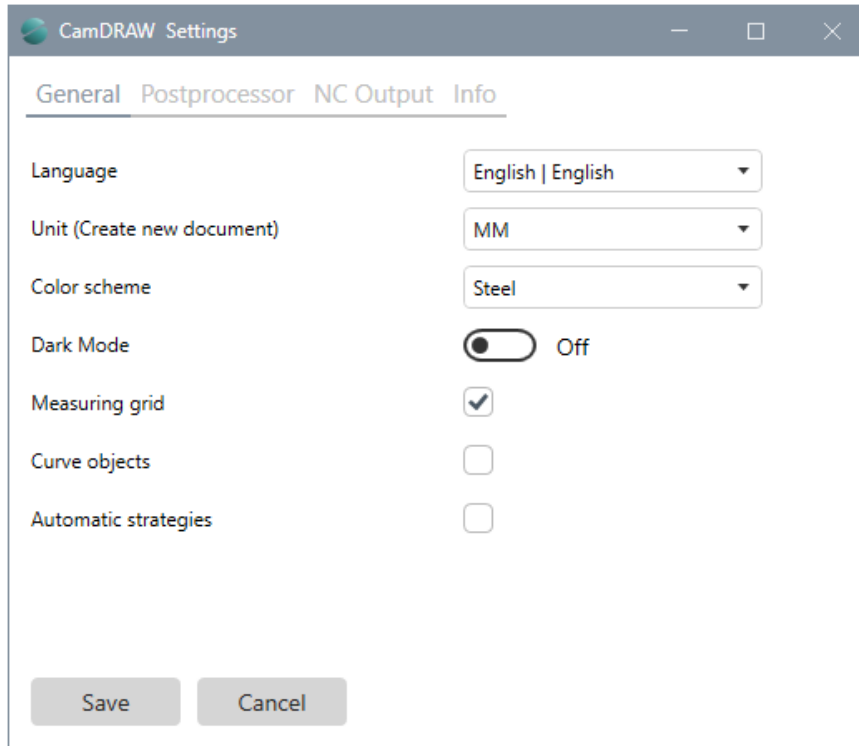 CamDRAW Settings
General Postprocessor NC Output Info
Language English | English
Unit (Create new document) MM
Color scheme Steel
Dark Mode Off
Measuring grid
Curve objects
Automatic strategies
Save Cancel